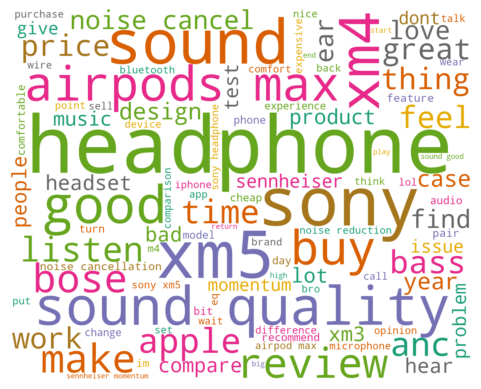 purchase
noise cancel
sound
xm4
nice
dont
talk
give
wire
price
ear
love
expensive
start
end
great
airpods
max
test
bluetooth
sell
comfort
back
wear
thing
comfortable
point
music
design
experience
product
feature
device
phone
feel
headphone
sony headphone
play
sound good
people
headset
comparison
iphone
app
cheap
sennheiser
think
lol
case
audio
good
time
sony
find
turn
m4
bad
model
return
brand
noise reduction
pair
listen
xm5
buy
bass
issue
noise cancellation
day
high
lot
call
year
problem
bose
sony xm5
momentum
bro
put
sound quality
work
change
set
apple
bit
wait
eq
difference
recommend
xm3
microphone
opinion
anc
make
im
compare
review
big
airpod max
hear
sennheiser momentum